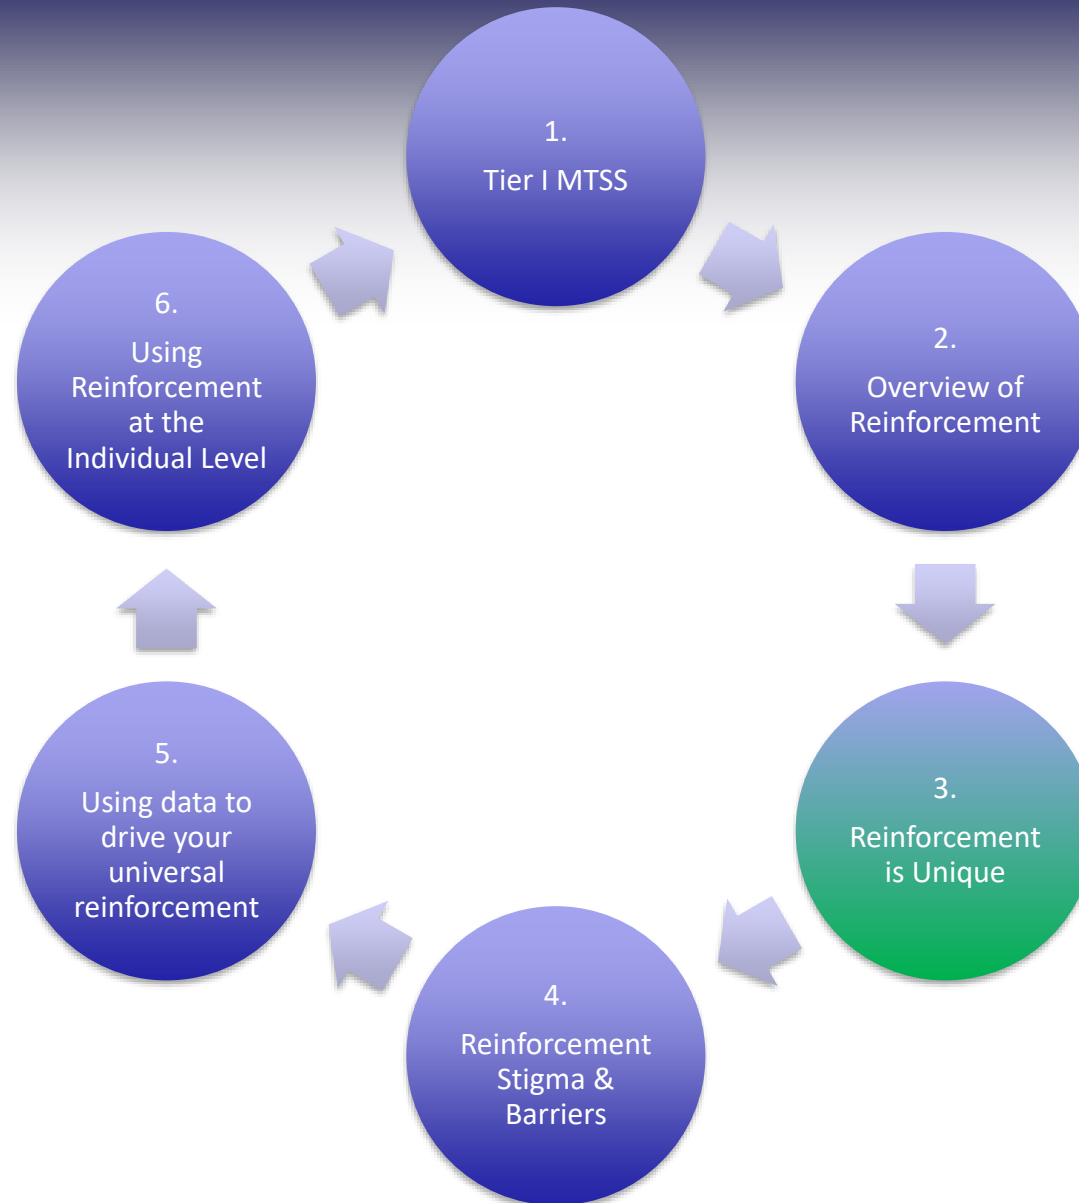 1.
Tier I MTSS
2.
Overview of
Reinforcement
3.
Reinforcement
is Unique
4.
Reinforcement
Stigma &
Barriers
5.
Using data to
drive your
universal
reinforcement
6.
Using
Reinforcement
at the
Individual Level